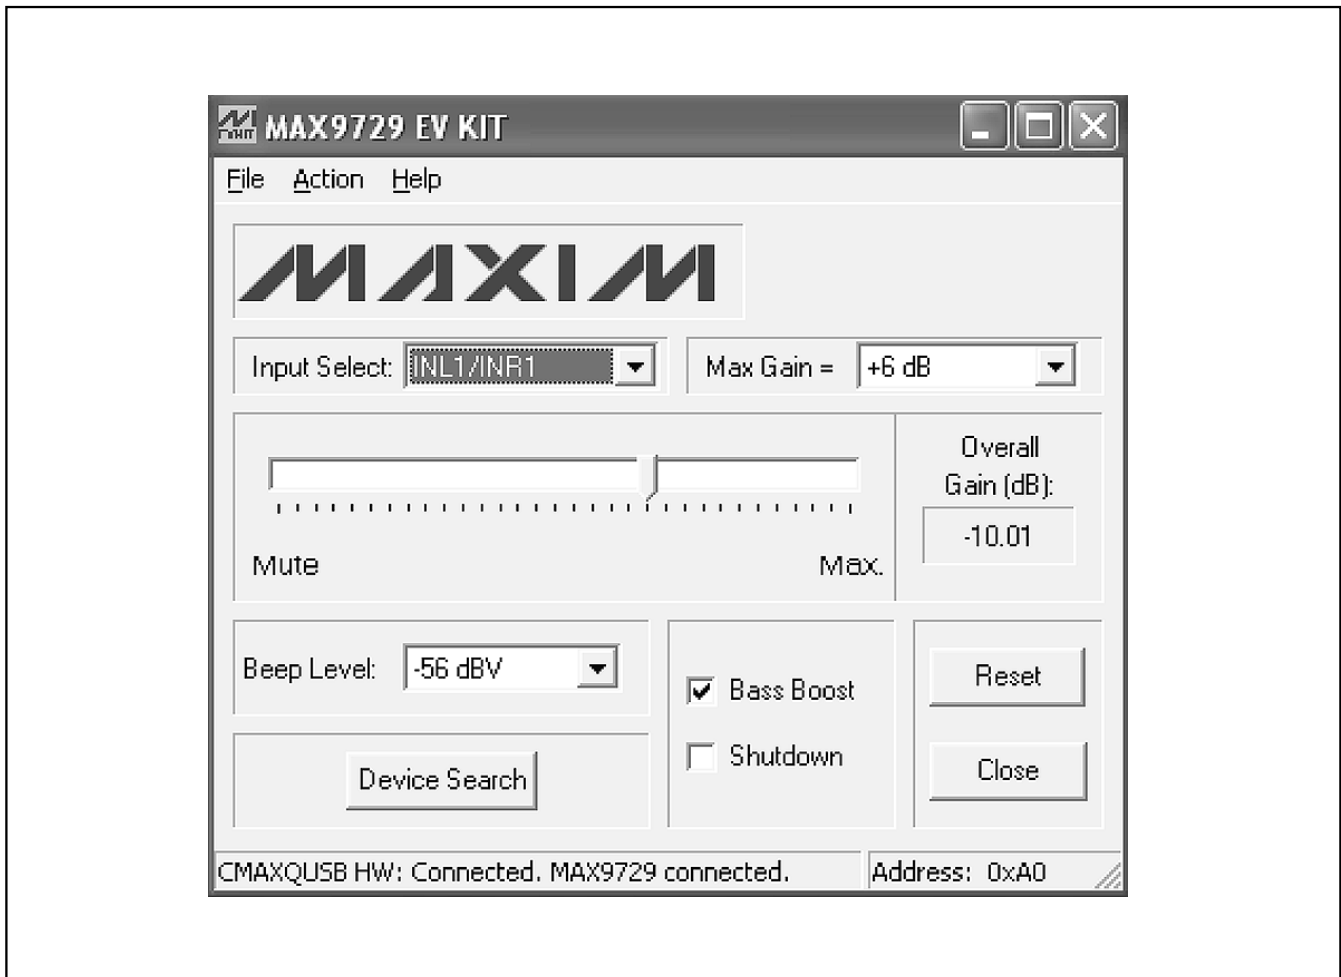 MAX9729 EV KIT
File Action Help
MAXIM
Input Select: INL1/INR1
Max Gain = +6 dB
Overall
Gain (dB):
-10.01
Mute
Max.
Beep Level: -56 dBV
Bass Boost
Shutdown
Reset
Device Search
Close
CMAXQUSB HW: Connected. MAX9729 connected.
Address: 0xA0